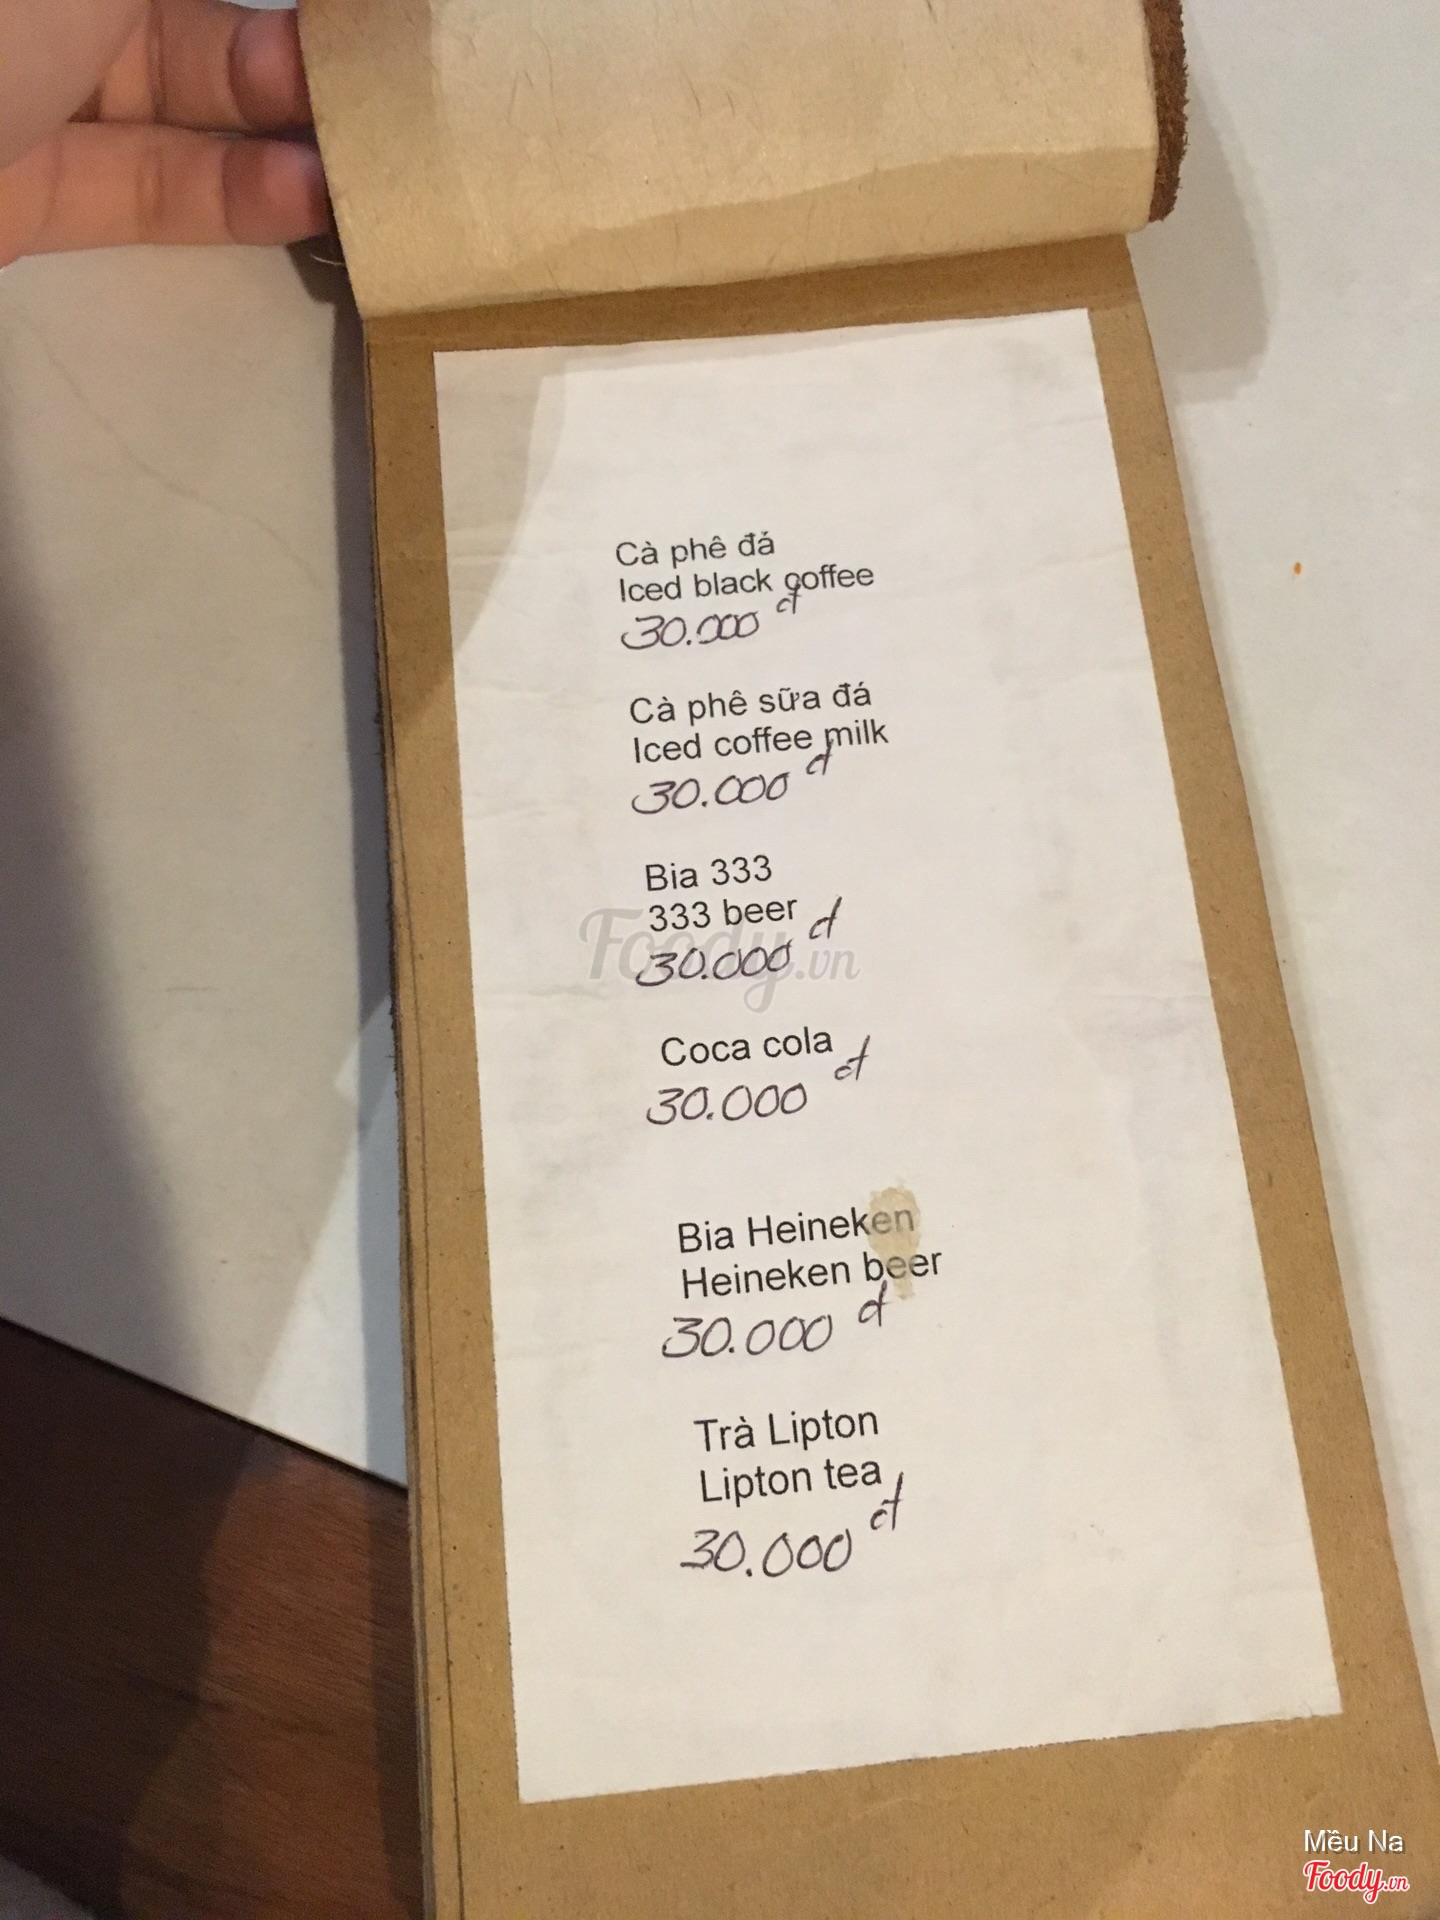 Cà phê đá
Iced black coffee
30.000 đ
Cà phê sữa đá
Iced coffee milk
30.000 đ
Bia 333
333 beer
30.000 đ
Foody.vn
Coca cola
30.000 đ
Bia Heineken
Heineken beer
30.000 đ
Trà Lipton
Lipton tea
30.000 đ
Mều Na
Foody.vn